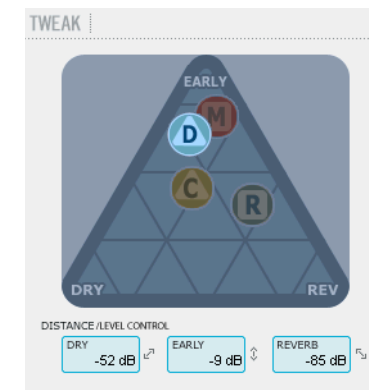 TWEAK
EARLY
M
D
C
R
DRY REV
DISTANCE/LEVEL CONTROL
DRY EARLY REVERB
-52 dB -9 dB -85 dB